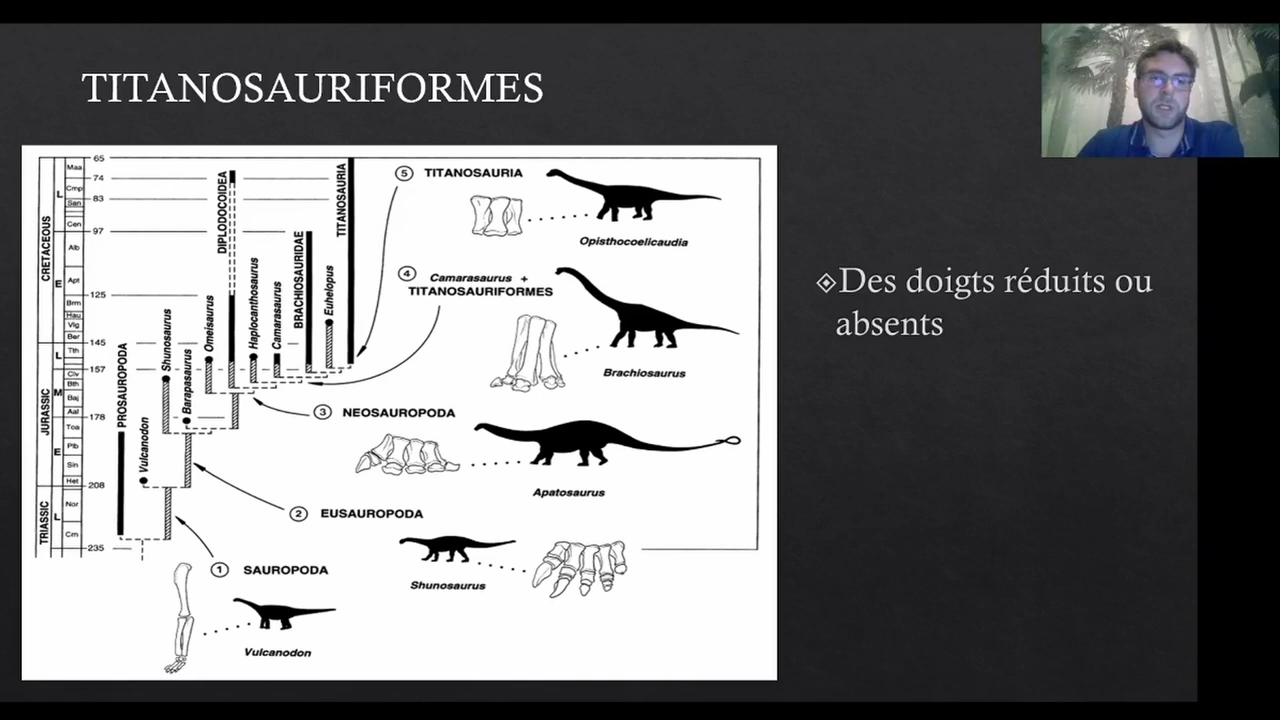 TITANOSAURIFORMES
Des doigts réduits ou
absents
CRETACEOUS
JURASSIC
TRIASSIC
L
E
L
M
E
L
Maa
Cmp
San
Cen
Alb
Apt
Brm
Hau
Vlg
Ber
Tth
Clv
Bth
Baj
Aal
Toa
Plb
Sin
Het
Nor
Crn
65
74
83
97
125
145
157
178
208
235
PROSAUROPODA
Vulcanodon
Shunosaurus
Barapasaurus
Omeisaurus
DIPLODOCOIDEA
Haplocanthosaurus
Camarasaurus
BRACHIOSAURIDAE
Euhelopus
TITANOSAURIA
5 TITANOSAURIA
Opisthocoelicaudia
4 Camarasaurus +
TITANOSAURIFORMES
Brachiosaurus
3 NEOSAUROPODA
Apatosaurus
2 EUSAUROPODA
Shunosaurus
1 SAUROPODA
Vulcanodon